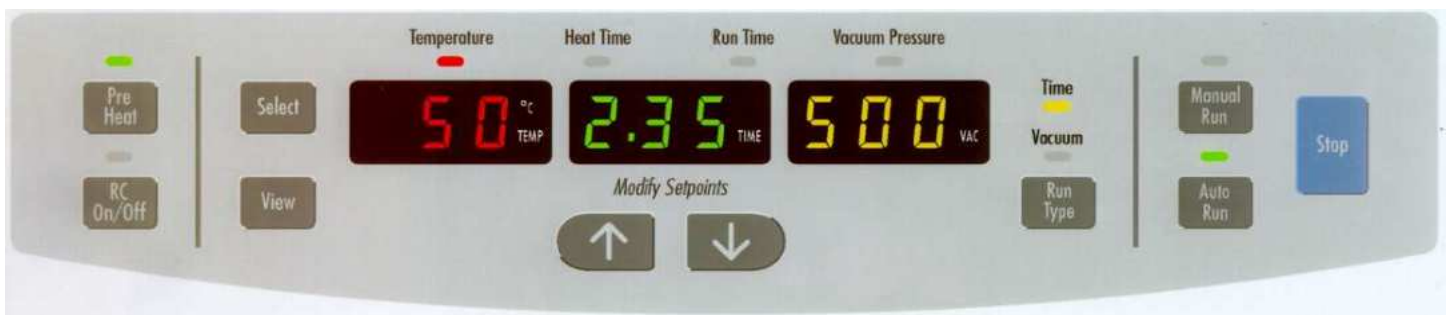 Temperature Heat Time Run Time Vacuum Pressure
Pre
Heat
Select
50 °C TEMP
2.35 TIME
500 VAC
Time
Vacuum
Manual
Run
Stop
RC
On/Off
View
Modify Setpoints
Run
Type
Auto
Run